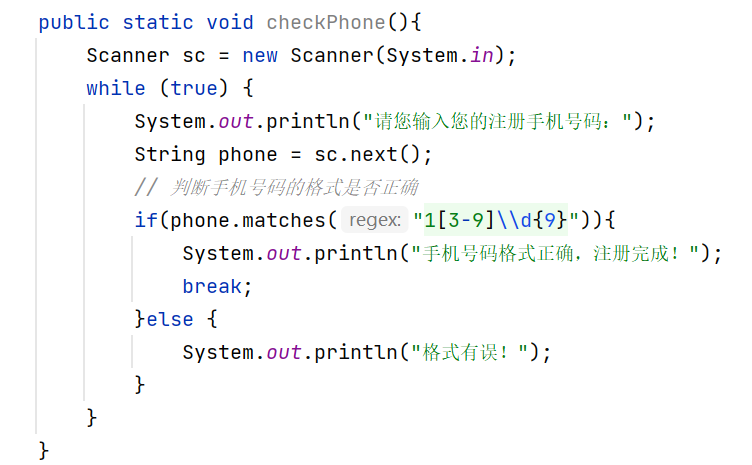 public static void checkPhone(){
    Scanner sc = new Scanner(System.in);
    while (true) {
        System.out.println("请您输入您的注册手机号码：");
        String phone = sc.next();
        // 判断手机号码的格式是否正确
        if(phone.matches( regex: "1[3-9]\\d{9}")){
            System.out.println("手机号码格式正确，注册完成！");
            break;
        }else {
            System.out.println("格式有误！");
        }
    }
}